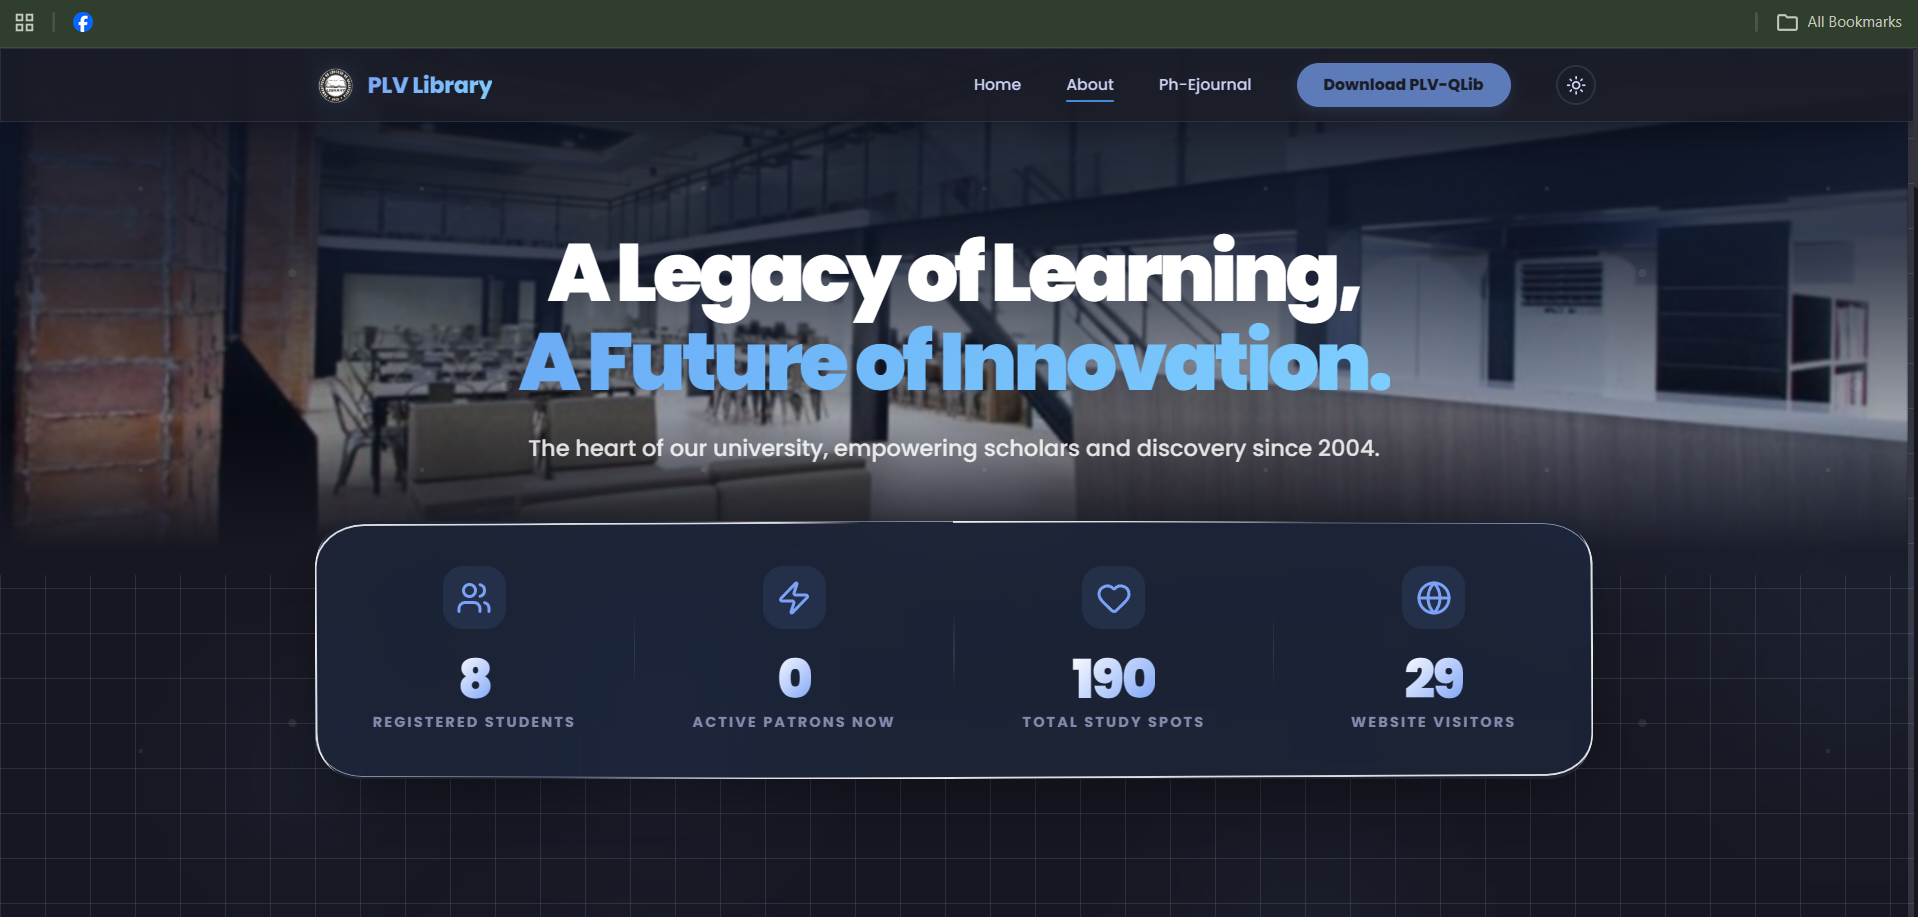 All Bookmarks
PLV Library
Home
About
Ph-Ejournal
Download PLV-QLib
A Legacy of Learning,
A Future of Innovation.
The heart of our university, empowering scholars and discovery since 2004.
8
REGISTERED STUDENTS
0
ACTIVE PATRONS NOW
190
TOTAL STUDY SPOTS
29
WEBSITE VISITORS